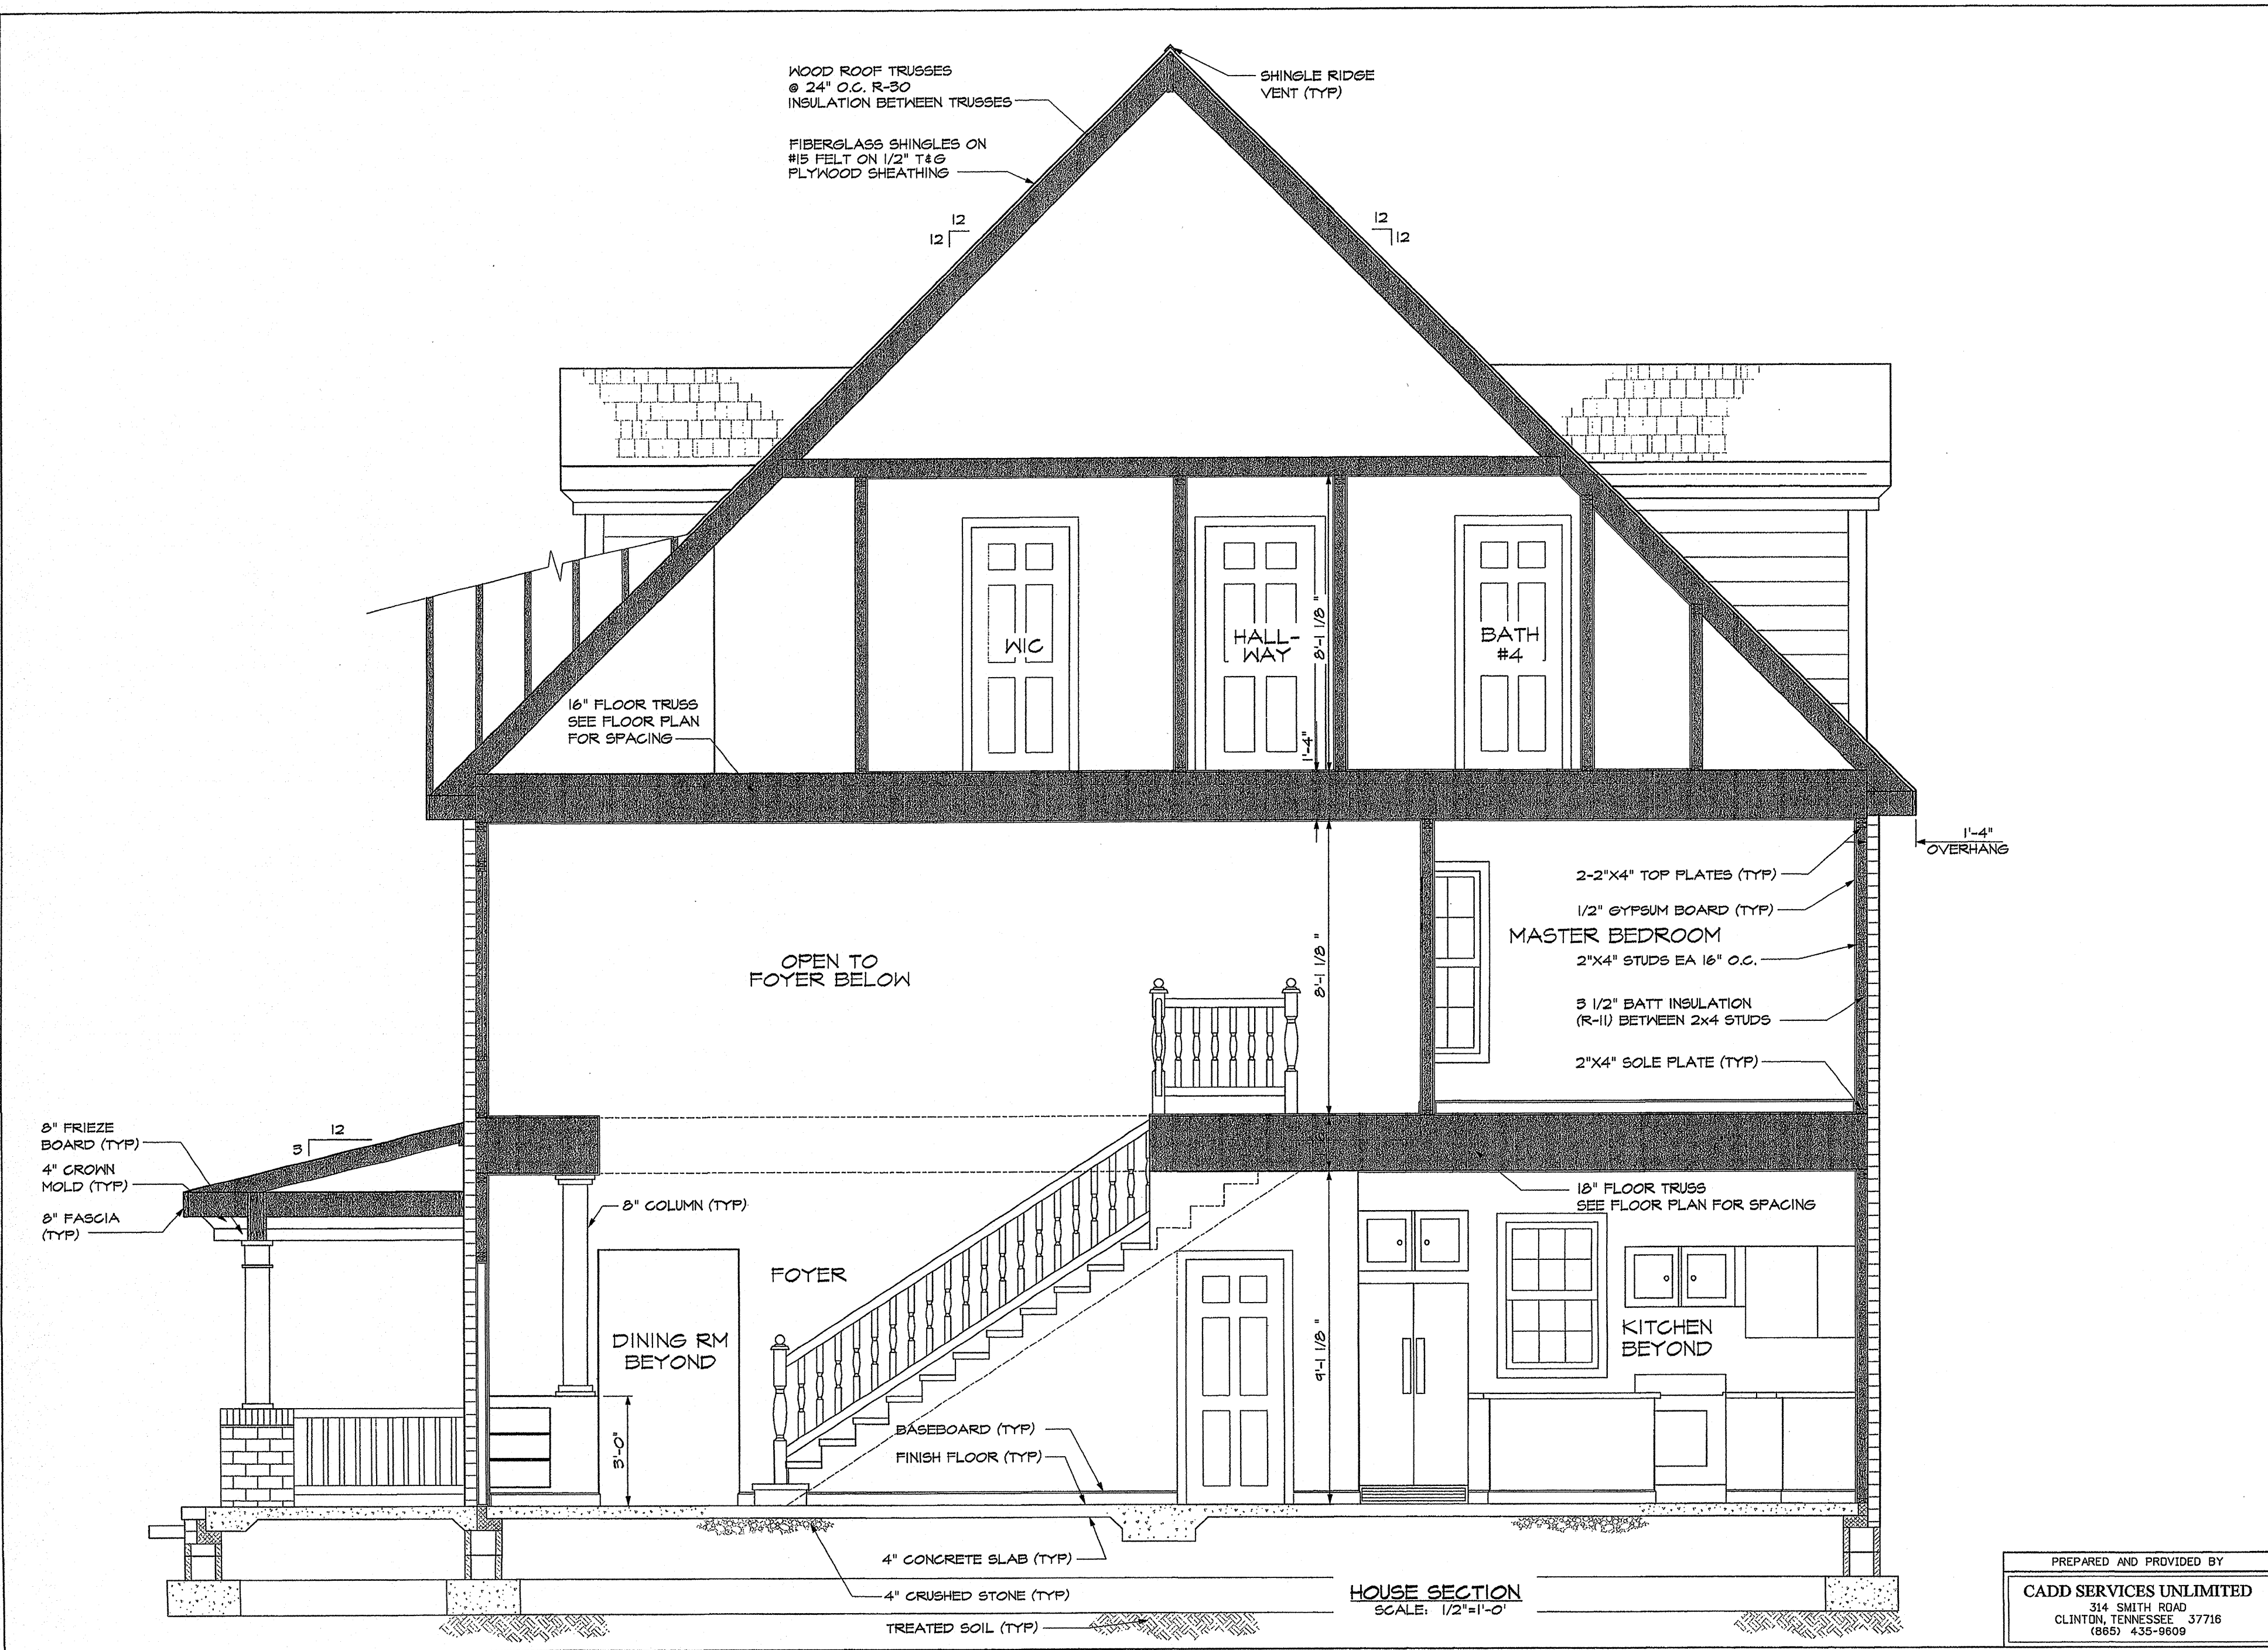 WOOD ROOF TRUSSES
@ 24" O.C. R-30
INSULATION BETWEEN TRUSSES
SHINGLE RIDGE
VENT (TYP)
FIBERGLASS SHINGLES ON
#15 FELT ON 1/2" T&G
PLYWOOD SHEATHING
12
12
12
12
WIC
HALL-
WAY
8'-1 1/8 "
BATH
#4
16" FLOOR TRUSS
SEE FLOOR PLAN
FOR SPACING
1'-4"
1'-4"
OVERHANG
2-2"X4" TOP PLATES (TYP)
1/2" GYPSUM BOARD (TYP)
MASTER BEDROOM
2"X4" STUDS EA 16" O.C.
OPEN TO
FOYER BELOW
8'-1 1/8 "
3 1/2" BATT INSULATION
(R-11) BETWEEN 2x4 STUDS
2"X4" SOLE PLATE (TYP)
8" FRIEZE
BOARD (TYP)
12
3
4" CROWN
MOLD (TYP)
8" FASCIA
(TYP)
8" COLUMN (TYP)
18" FLOOR TRUSS
SEE FLOOR PLAN FOR SPACING
FOYER
DINING RM
BEYOND
KITCHEN
BEYOND
9'-1 1/8 "
3'-0"
BASEBOARD (TYP)
FINISH FLOOR (TYP)
4" CONCRETE SLAB (TYP)
4" CRUSHED STONE (TYP)
TREATED SOIL (TYP)
HOUSE SECTION
SCALE: 1/2"=1'-0'
PREPARED AND PROVIDED BY
CADD SERVICES UNLIMITED
314 SMITH ROAD
CLINTON, TENNESSEE 37716
(865) 435-9609